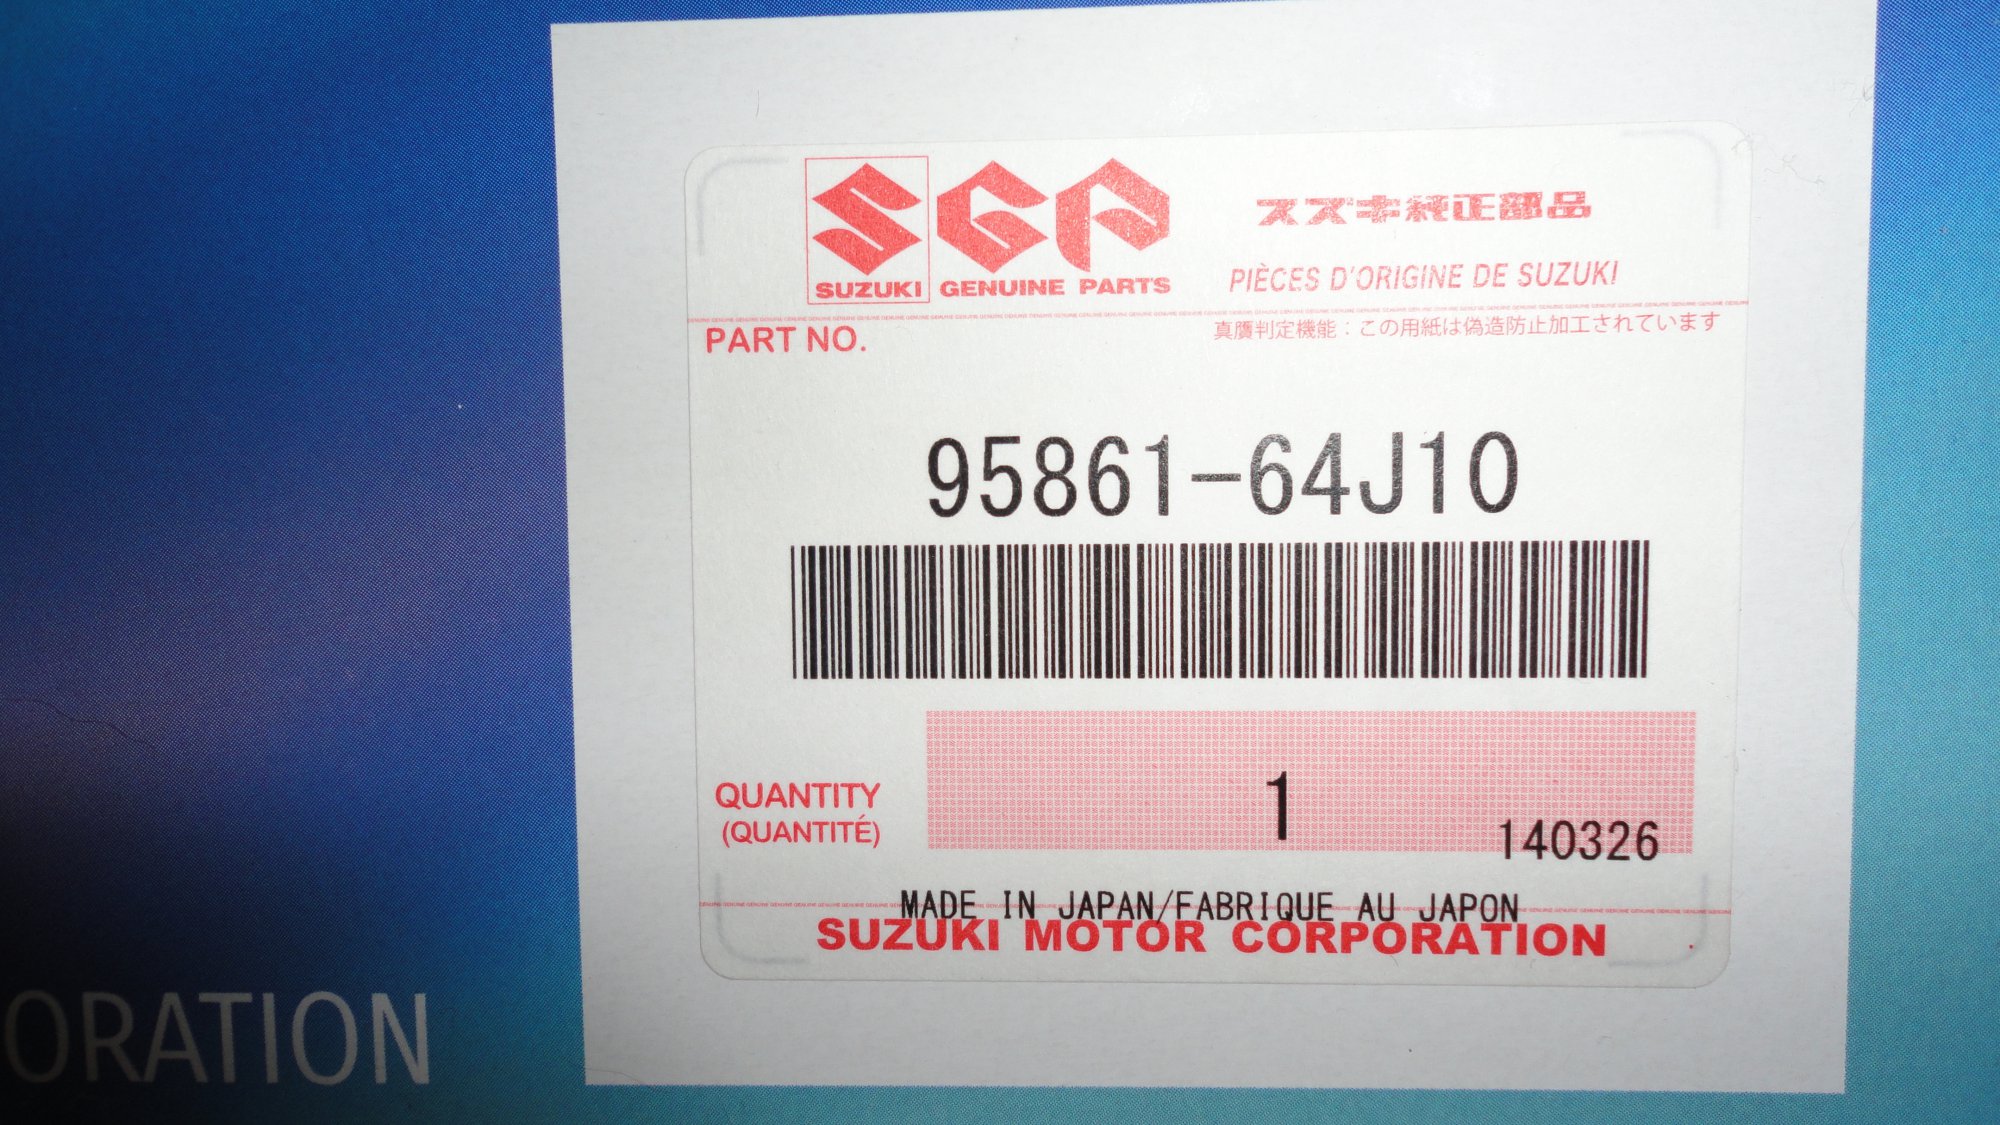 SGP
スズキ純正部品
SUZUKI GENUINE PARTS
PIÈCES D'ORIGINE DE SUZUKI
PART NO.
真贋判定機能：この用紙は偽造防止加工されています
95861-64J10
QUANTITY
(QUANTITÉ)
1
140326
MADE IN JAPAN/FABRIQUE AU JAPON
SUZUKI MOTOR CORPORATION
ORATION